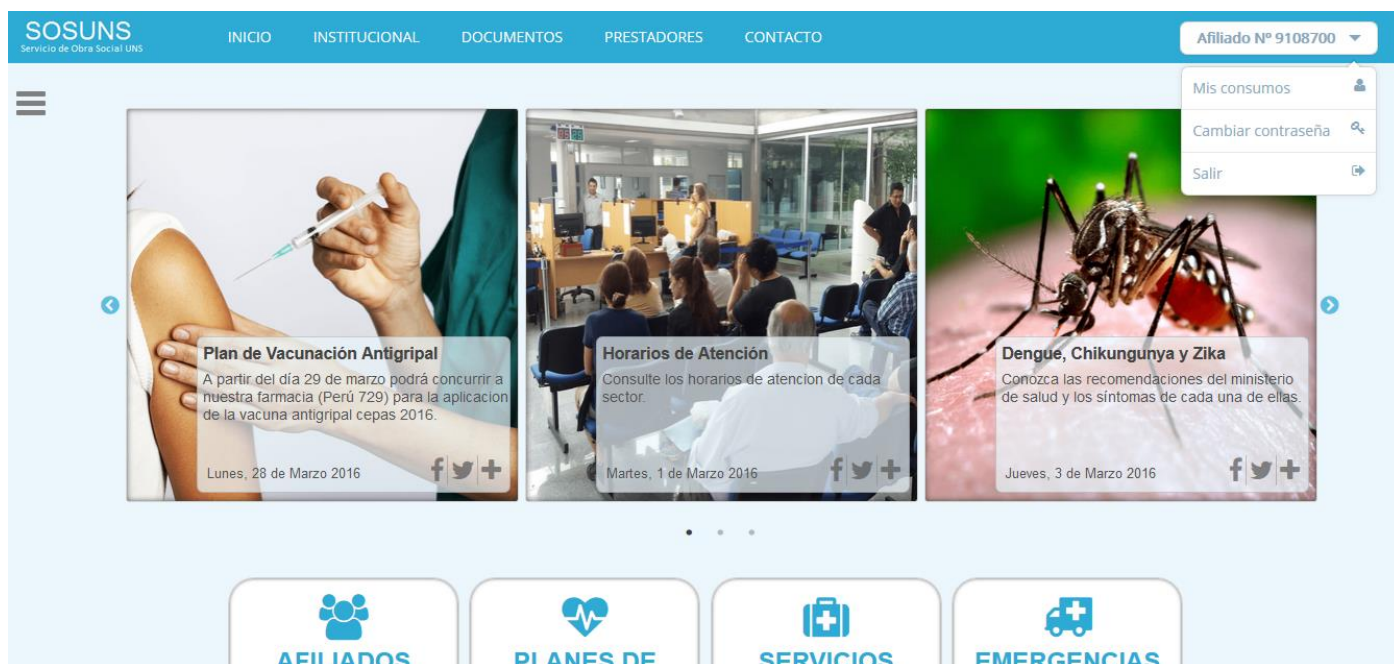 SOSUNS
Servicio de Obra Social UNS
INICIO
INSTITUCIONAL
DOCUMENTOS
PRESTADORES
CONTACTO
Afiliado Nº 9108700
Mis consumos
Cambiar contraseña
Salir
Plan de Vacunación Antigripal
A partir del día 29 de marzo podrá concurrir a
nuestra farmacia (Perú 729) para la aplicacion
de la vacuna antigripal cepas 2016.
Lunes, 28 de Marzo 2016
Horarios de Atención
Consulte los horarios de atencion de cada
sector.
Martes, 1 de Marzo 2016
Dengue, Chikungunya y Zika
Conozca las recomendaciones del ministerio
de salud y los síntomas de cada una de ellas.
Jueves, 3 de Marzo 2016
AFILIADOS
PLANES DE
SERVICIOS
EMERGENCIAS